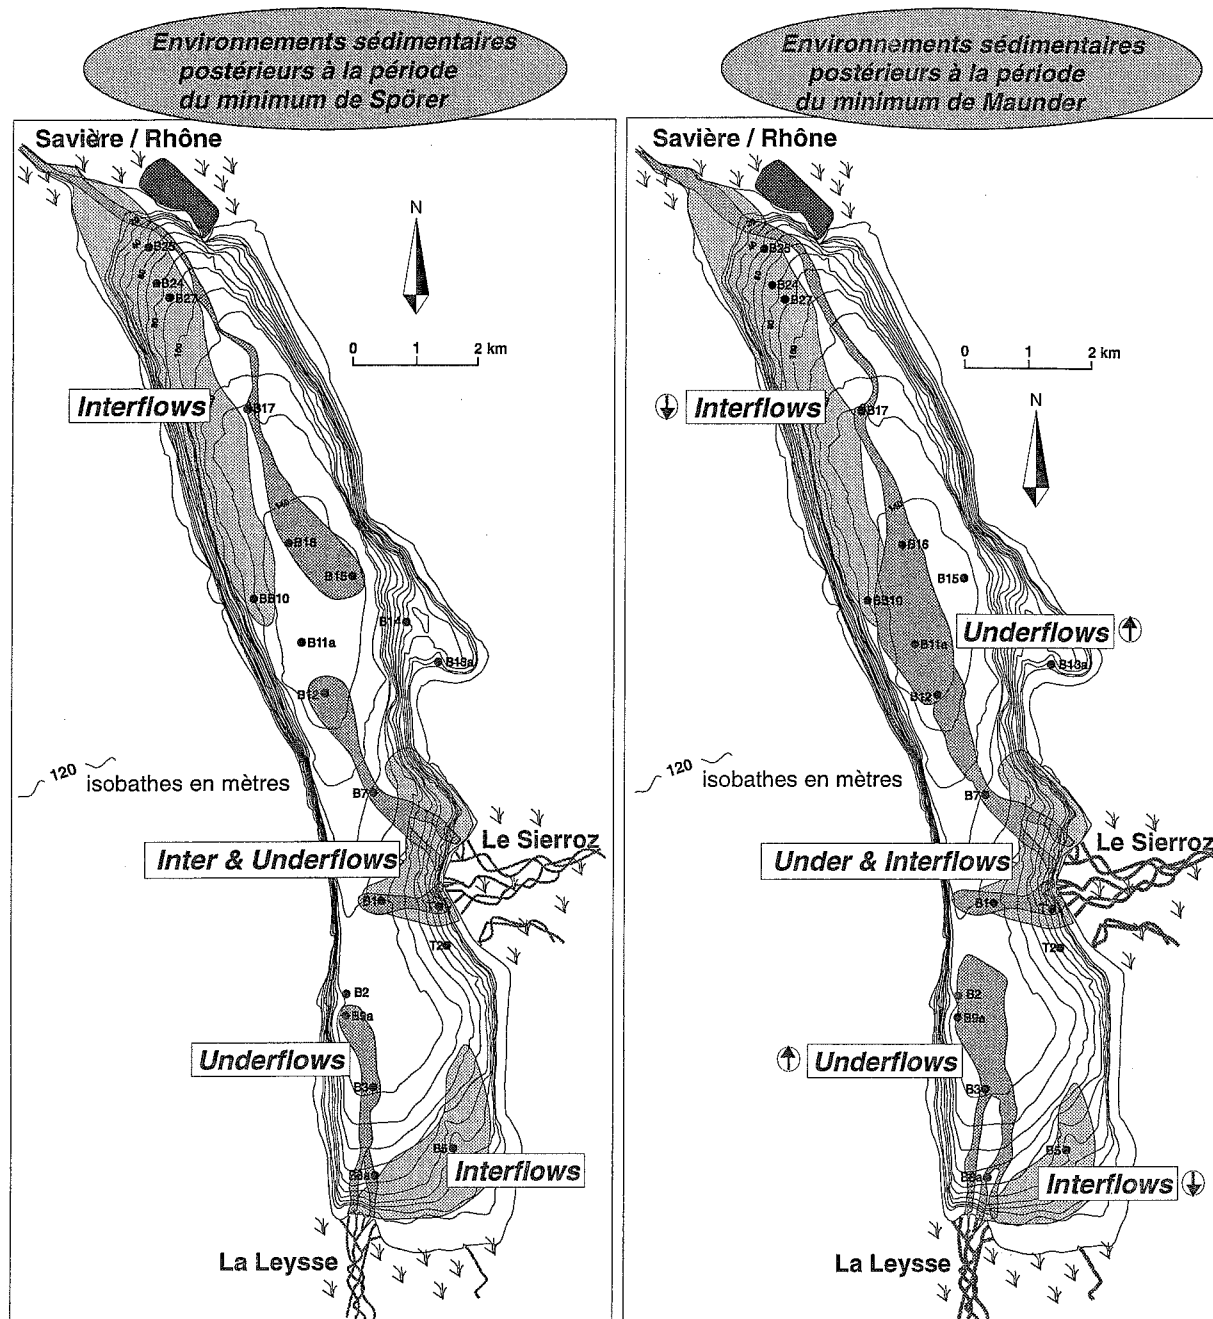 Environnements sédimentaires
postérieurs à la période
du minimum de Spörer
Savière / Rhône
N
0 1 2 km
B25
B24
B27
Interflows
B17
B16
B15
BB10
B14
B11a
B13a
B12
120 isobathes en mètres
B7
Le Sierroz
Inter & Underflows
B1
T2
B2
B9a
Underflows
B3
B5
Interflows
La Leysse
Environnements sédimentaires
postérieurs à la période
du minimum de Maunder
Savière / Rhône
B25
B24
B27
0 1 2 km
Interflows
N
B17
B16
B15
BB10
Underflows
B11a
B13a
B12
120 isobathes en mètres
B7
Le Sierroz
Under & Interflows
B1
T2
B2
B9a
Underflows
B3
B5
Interflows
La Leysse